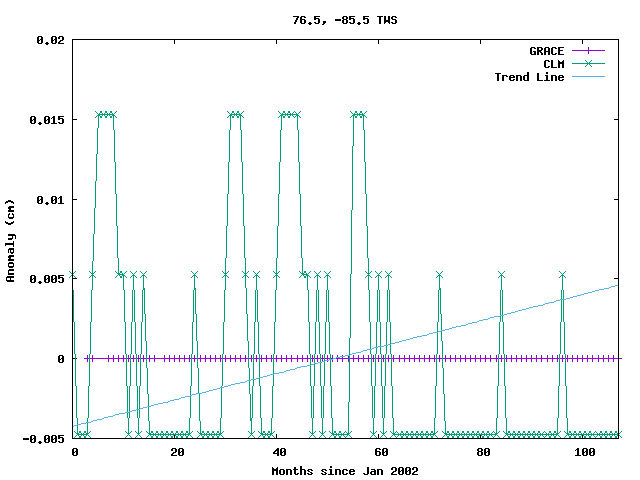 76.5, -85.5 TWS
0.02
GRACE
CLM
Trend Line
0.015
0.01
0.005
0
-0.005
Anomaly (cm)
0 20 40 60 80 100
Months since Jan 2002